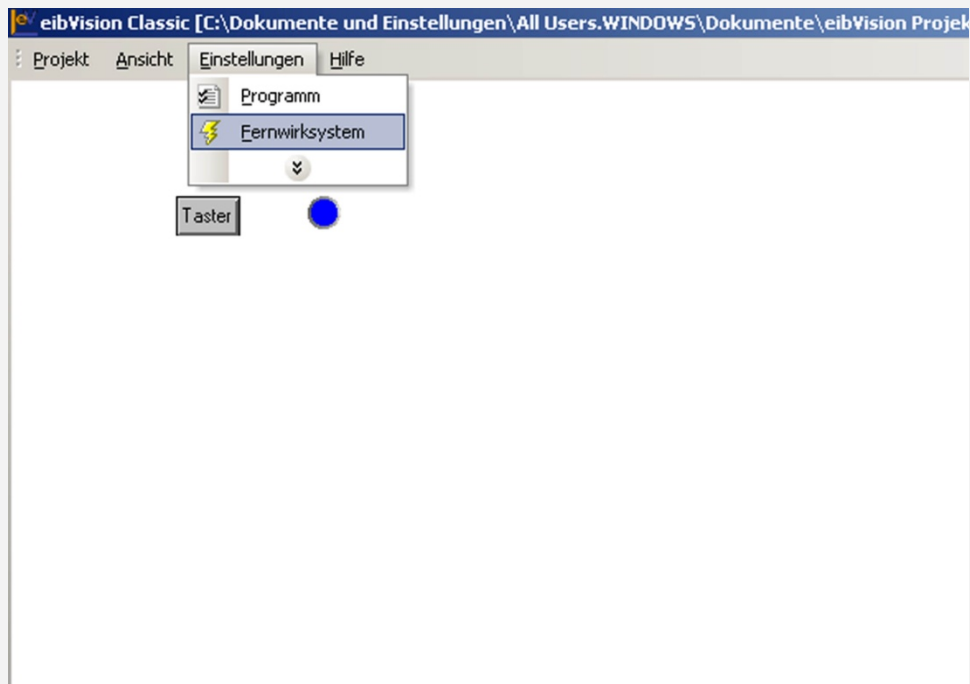 eibVision Classic [C:\Dokumente und Einstellungen\All Users.WINDOWS\Dokumente\eibVision Projek
Projekt Ansicht Einstellungen Hilfe
Programm
Fernwirksystem
Taster